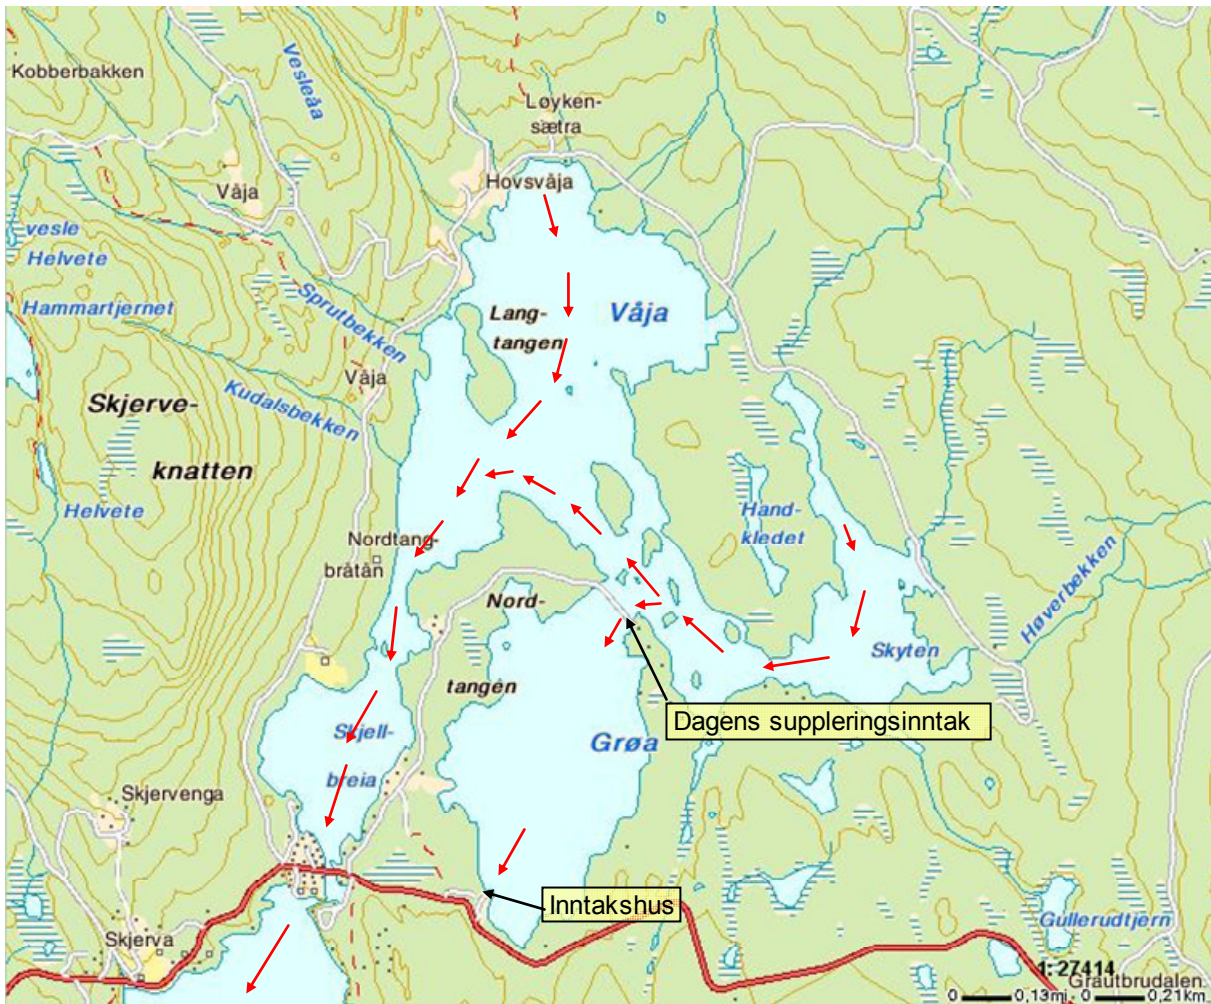 Kobberbakken
Vesleåa
Løyken-
sætra
Hovsvåja
Våja
vesle
Helvete
Hammartjernet
Sprutbekken
Lang-
tangen
Våja
Våja
Kudalsbekken
Skjerve-
knatten
Helvete
Hand-
kledet
Nordtang-
bråtån
Nord-
tangen
Høverbekken
Skyten
Dagens suppleringsinntak
Grøa
Skjell-
breia
Skjervenga
Inntakshus
Skjerva
Gullerudtjern
1: 27414
Grautbrudalen
0 0,13mi 0 0,21km